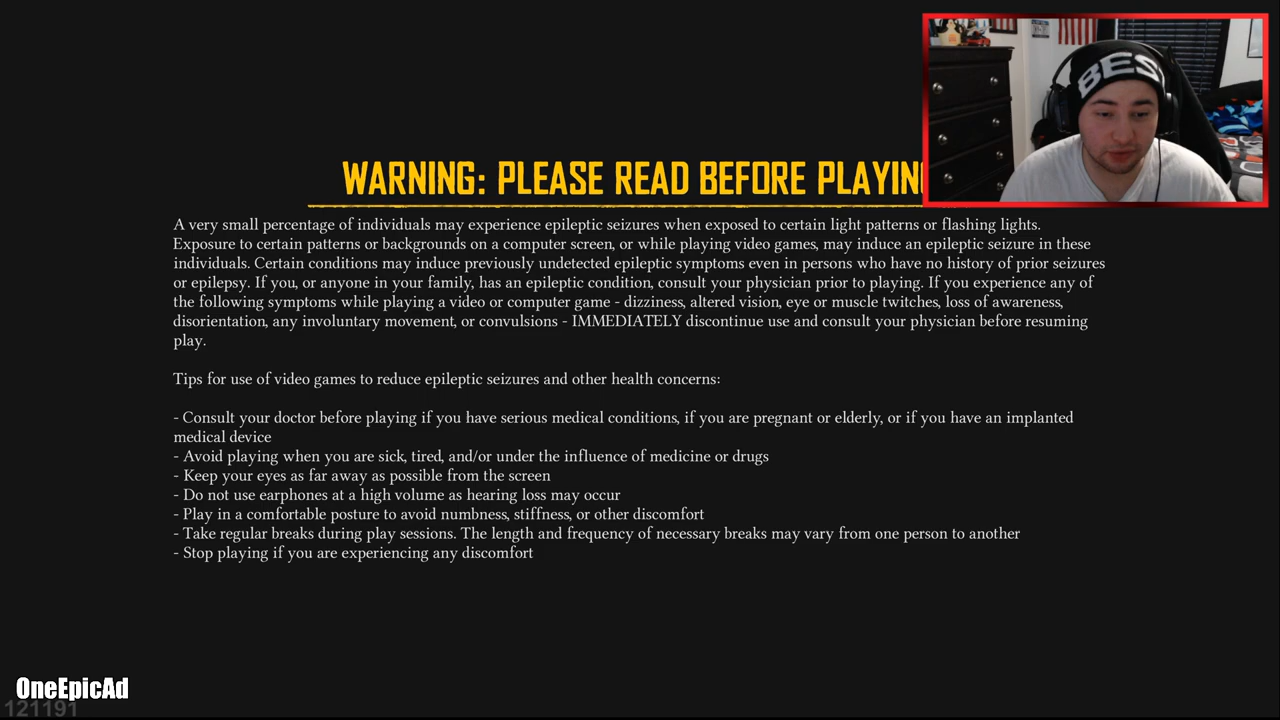 BEST
WARNING: PLEASE READ BEFORE PLAYING
A very small percentage of individuals may experience epileptic seizures when exposed to certain light patterns or flashing lights.
Exposure to certain patterns or backgrounds on a computer screen, or while playing video games, may induce an epileptic seizure in these
individuals. Certain conditions may induce previously undetected epileptic symptoms even in persons who have no history of prior seizures
or epilepsy. If you, or anyone in your family, has an epileptic condition, consult your physician prior to playing. If you experience any of
the following symptoms while playing a video or computer game - dizziness, altered vision, eye or muscle twitches, loss of awareness,
disorientation, any involuntary movement, or convulsions - IMMEDIATELY discontinue use and consult your physician before resuming
play.
Tips for use of video games to reduce epileptic seizures and other health concerns:
- Consult your doctor before playing if you have serious medical conditions, if you are pregnant or elderly, or if you have an implanted
medical device
- Avoid playing when you are sick, tired, and/or under the influence of medicine or drugs
- Keep your eyes as far away as possible from the screen
- Do not use earphones at a high volume as hearing loss may occur
- Play in a comfortable posture to avoid numbness, stiffness, or other discomfort
- Take regular breaks during play sessions. The length and frequency of necessary breaks may vary from one person to another
- Stop playing if you are experiencing any discomfort
OneEpicAd
121191